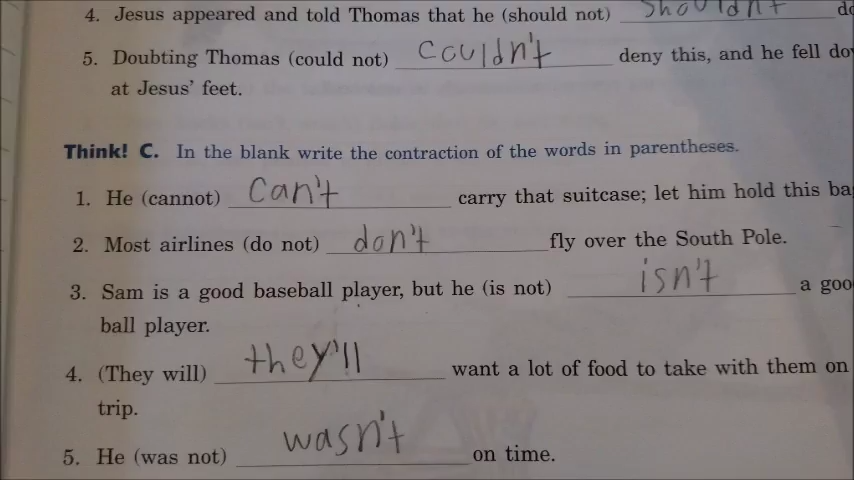 4. Jesus appeared and told Thomas that he (should not) shouldn't
5. Doubting Thomas (could not) couldn't deny this, and he fell
at Jesus' feet.
Think! C. In the blank write the contraction of the words in parentheses.
1. He (cannot) can't carry that suitcase; let him hold this
2. Most airlines (do not) don't fly over the South Pole.
3. Sam is a good baseball player, but he (is not) isn't a
ball player.
4. (They will) they'll want a lot of food to take with them on
trip.
5. He (was not) wasn't on time.